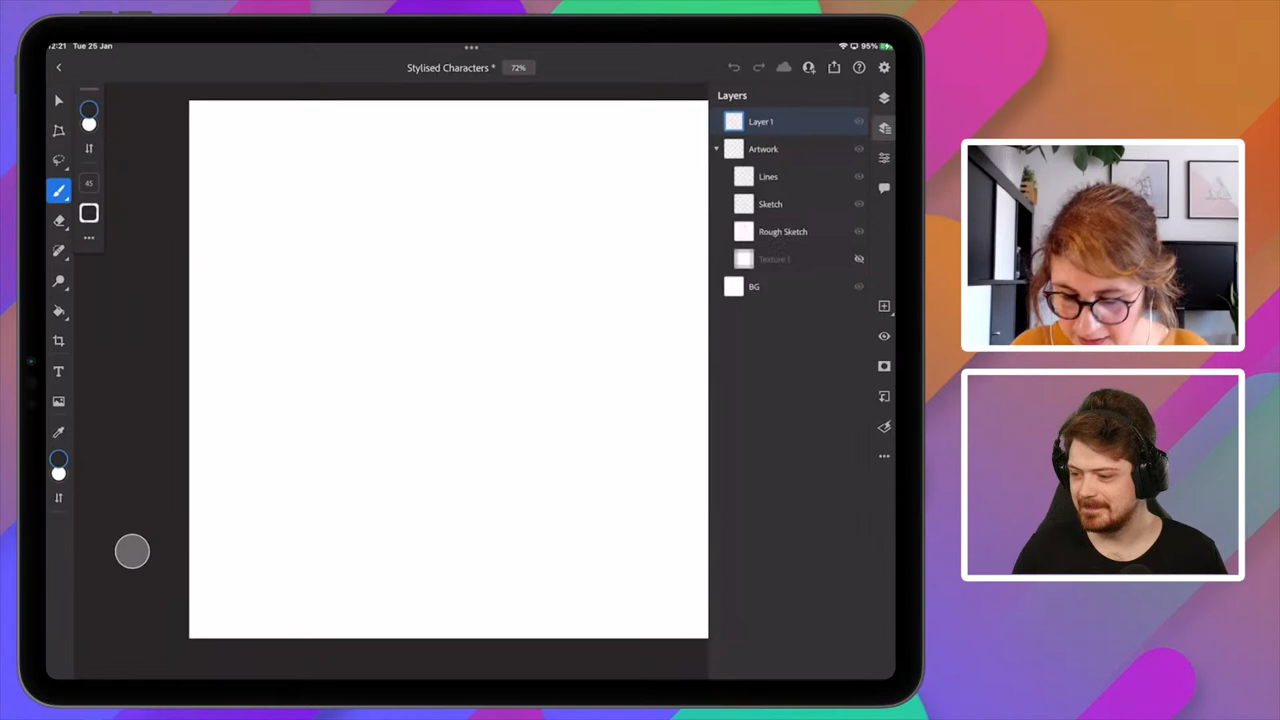 :21 Tue 25 Jan
95%
Stylised Characters *
72%
Layers
Layer 1
45
Artwork
Lines
Sketch
Rough Sketch
Texture 1
BG
T